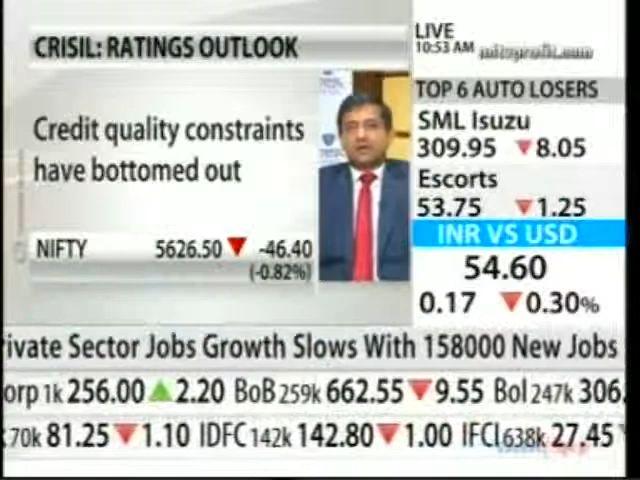 CRISIL: RATINGS OUTLOOK
Credit quality constraints
have bottomed out
NIFTY 5626.50 ▼ -46.40
(-0.82%)
LIVE
10:53 AM
TOP 6 AUTO LOSERS
SML Isuzu
309.95 ▼8.05
Escorts
53.75 ▼1.25
INR VS USD
54.60
0.17 ▼0.30%
ivate Sector Jobs Growth Slows With 158000 New Jobs
orp 1k 256.00 ▲ 2.20 BoB 259k 662.55 ▼ 9.55 BoI 247k 306.
70k 81.25 ▼ 1.10 IDFC 142k 142.80 ▼ 1.00 IFCI 638k 27.45